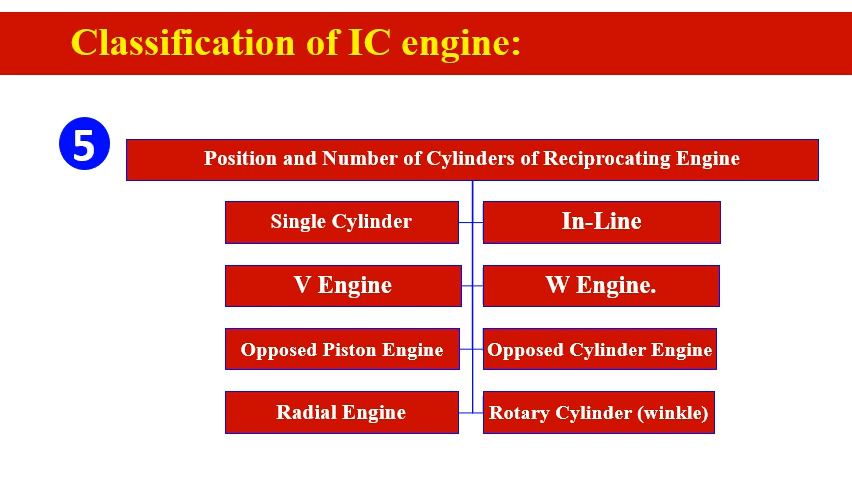 Classification of IC engine:
5
Position and Number of Cylinders of Reciprocating Engine
Single Cylinder
In-Line
V Engine
W Engine.
Opposed Piston Engine
Opposed Cylinder Engine
Radial Engine
Rotary Cylinder (winkle)